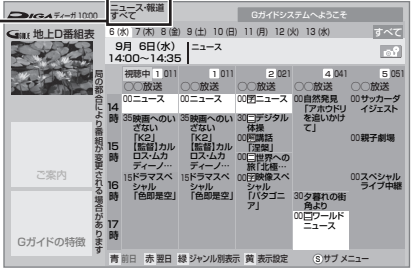 DIGA ディーガ 10:00
ニュース・報道
すべて
Gガイドシステムへようこそ
Gガイド 地上D番組表
6(水) 7(木) 8(金) 9(土) 10(日) 11(月) 12(火) 13(水)
すべて
9月 6日(水)
14:00〜14:35
ニュース
局の都合により番組が変更される場合があります
視聴中 1 011
1 011
2 021
4 041
5 051
○○放送
○○放送
○○放送
○○放送
○○放送
14時
15時
16時
17時
00ニュース
35映画へのい
ざない
「K2」
【監督】カル
ロス・ムカ
ディーノ…
15ドラマスペ
シャル
「色即是空」
00ニュース
35映画へのい
ざない
「K2」
【監督】カル
ロス・ムカ
ディーノ…
15ドラマスペ
シャル
「色即是空」
00字ニュース
30デジタル
体操
00字講話
「涅槃」
00世界への
旅「北極…
00字映像スペ
シャル
「パタゴニ
ア」
00自然発見
「アホウドリ
を追いかけ
て」
30夕暮れの街
角より
00ワールド
ニュース
00サッカーダ
イジェスト
00親子劇場
00スペシャル
ライブ中継
ご案内
Gガイドの特徴
青 前日 赤 翌日 緑 ジャンル別表示 黄 表示設定
Ⓢサブ メニュー